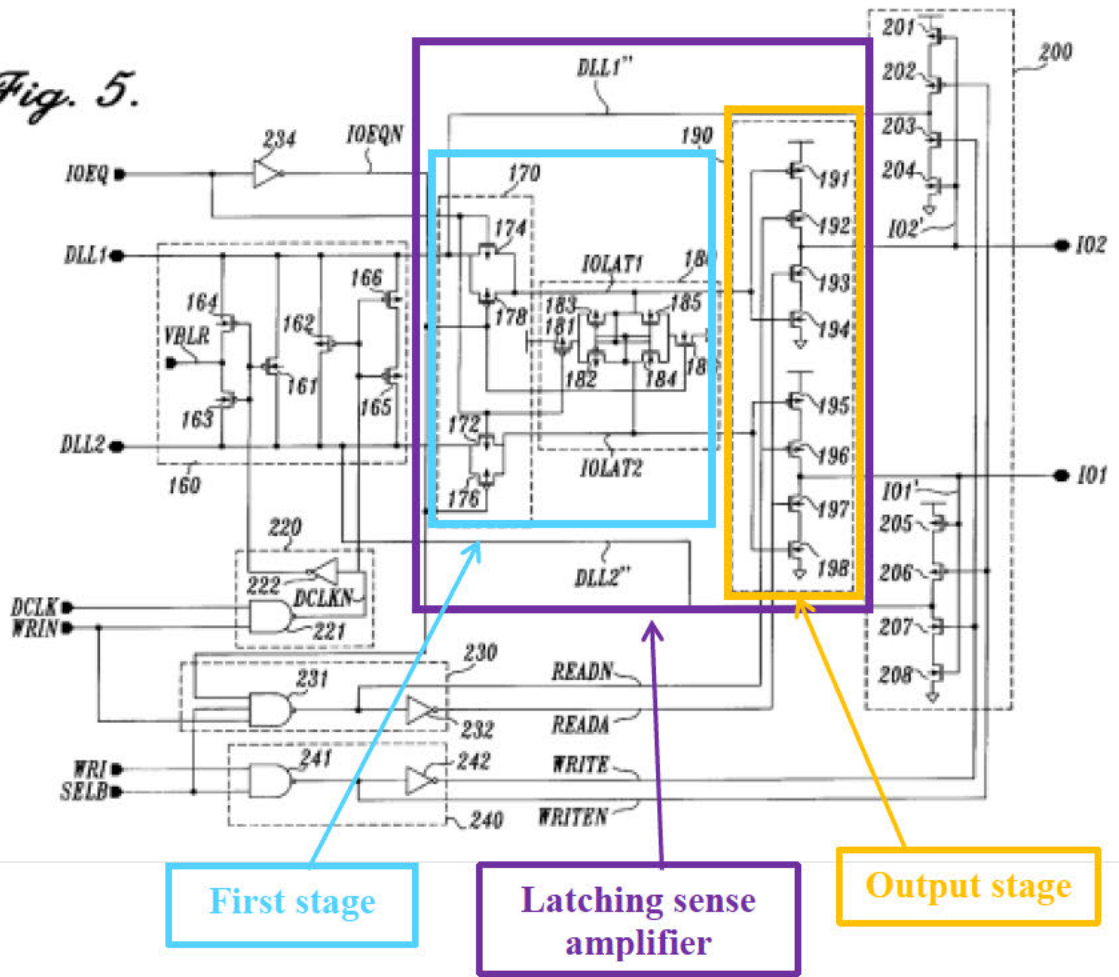 Fig. 5.
201
200
202
203
204
IO2'
IO2
DLL1''
190
191
192
193
194
195
196
197
198
IO1
IO1'
205
206
207
208
234
IOEQN
IOEQ
170
174
DLL1
IOLAT1
178
183
185
181
182
184
172
IOLAT2
176
166
164
162
VBLR
161
163
165
DLL2
160
DLL2''
220
222
DCLKN
DCLK
WRIN
221
230
231
READN
232
READA
WRI
SELB
241
242
WRITE
240
WRITEN
First stage
Latching sense
amplifier
Output stage